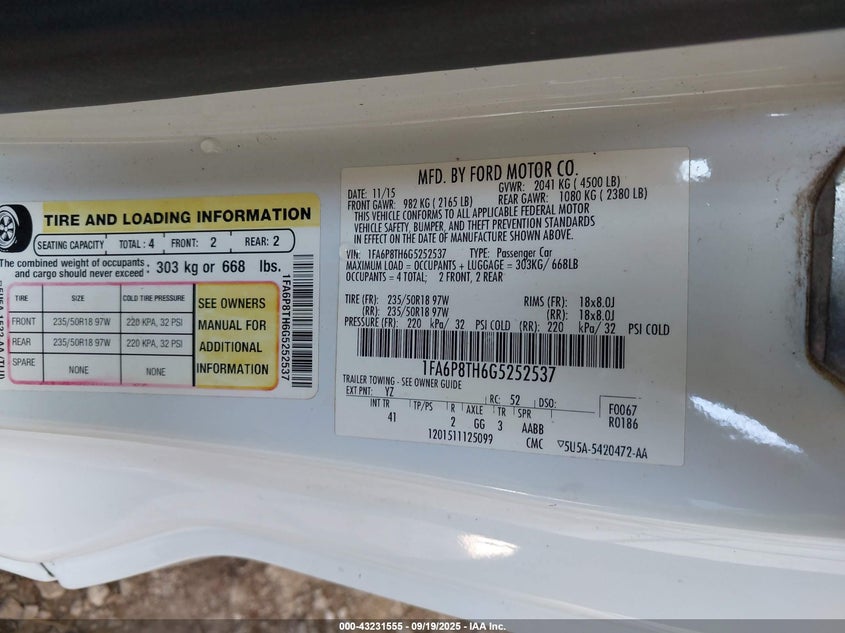 TIRE AND LOADING INFORMATION
SEATING CAPACITY TOTAL: 4 FRONT: 2 REAR: 2
The combined weight of occupants and cargo should never exceed: 303 kg or 668 lbs.
TIRE SIZE COLD TIRE PRESSURE
FRONT 235/50R18 97W 220 KPA, 32 PSI
REAR 235/50R18 97W 220 KPA, 32 PSI
SPARE NONE NONE
SEE OWNERS
MANUAL FOR
ADDITIONAL
INFORMATION
1FA6P8TH6G5252537
MFD. BY FORD MOTOR CO.
DATE: 11/15 GVWR: 2041 KG ( 4500 LB)
FRONT GAWR: 982 KG ( 2165 LB) REAR GAWR: 1080 KG ( 2380 LB)
THIS VEHICLE CONFORMS TO ALL APPLICABLE FEDERAL MOTOR
VEHICLE SAFETY, BUMPER, AND THEFT PREVENTION STANDARDS
IN EFFECT ON THE DATE OF MANUFACTURE SHOWN ABOVE.
VIN: 1FA6P8TH6G5252537 TYPE: Passenger Car
MAXIMUM LOAD = OCCUPANTS + LUGGAGE = 303KG/ 668LB
OCCUPANTS = 4 TOTAL; 2 FRONT, 2 REAR
TIRE (FR): 235/50R18 97W RIMS (FR): 18x8.0J
(RR): 235/50R18 97W (RR): 18x8.0J
PRESSURE (FR): 220 kPa/ 32 PSI COLD (RR): 220 kPa/ 32 PSI COLD
1FA6P8TH6G5252537
TRAILER TOWING - SEE OWNER GUIDE
EXT PNT: YZ RC: 52 DSO: F0067
INT TR TP/PS R AXLE TR SPR R0186
41 2 GG 3 AABB
1201511125099 CMC 5U5A-5420472-AA
000-43231555 - 09/19/2025 - IAA Inc.